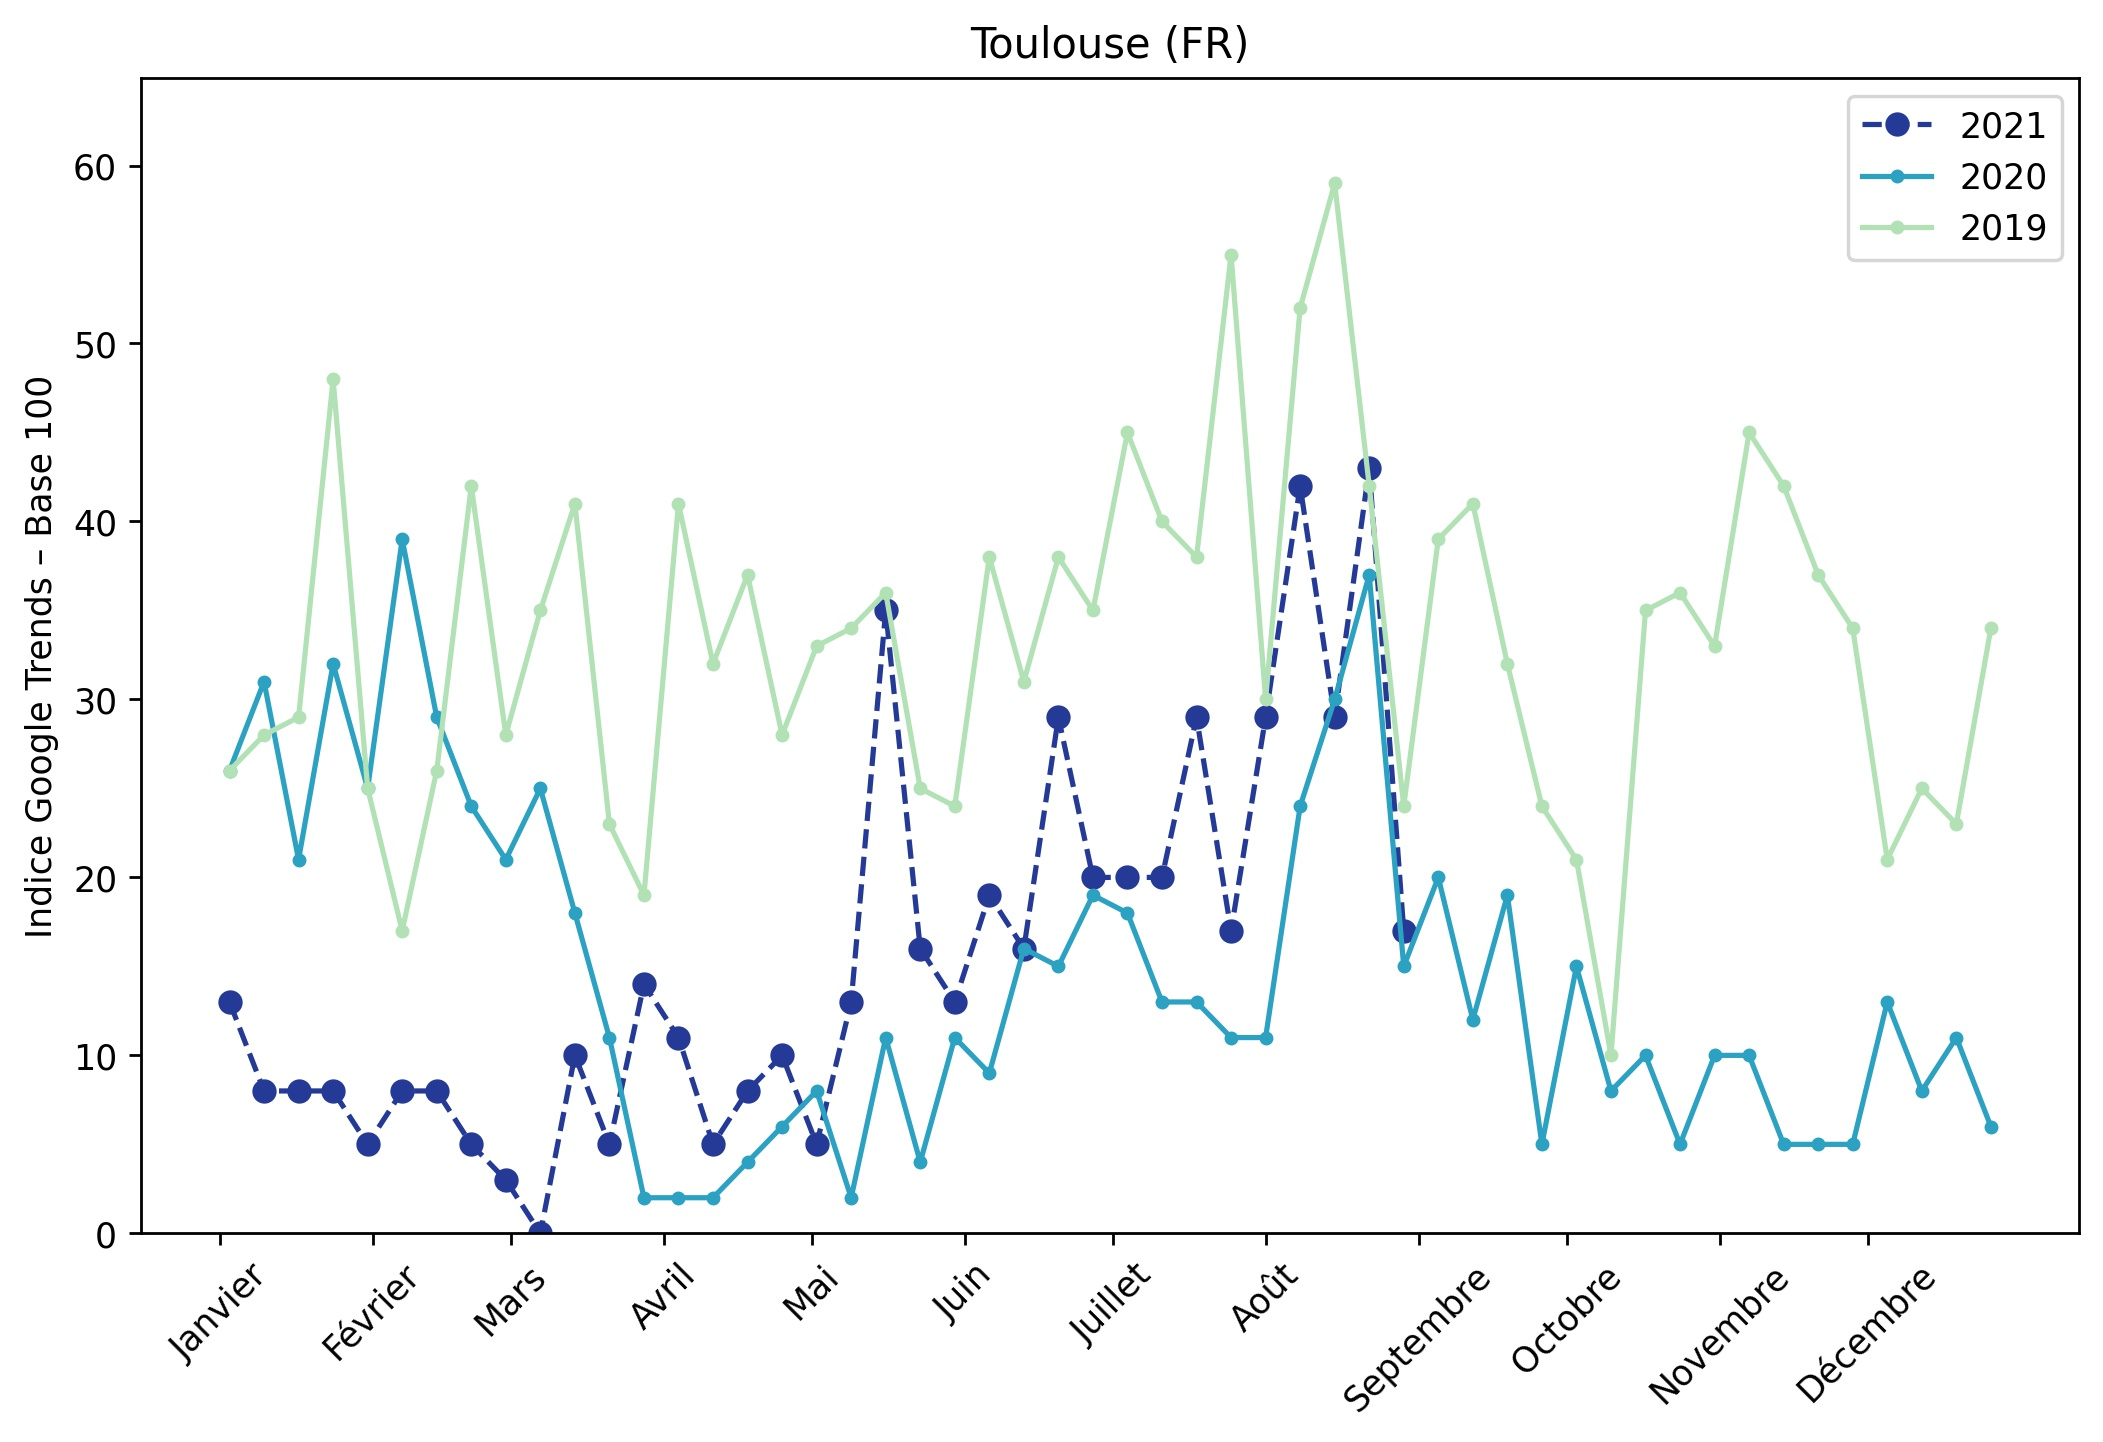 Toulouse (FR)
2021
2020
2019
Indice Google Trends – Base 100
60
50
40
30
20
10
0
Janvier
Février
Mars
Avril
Mai
Juin
Juillet
Août
Septembre
Octobre
Novembre
Décembre